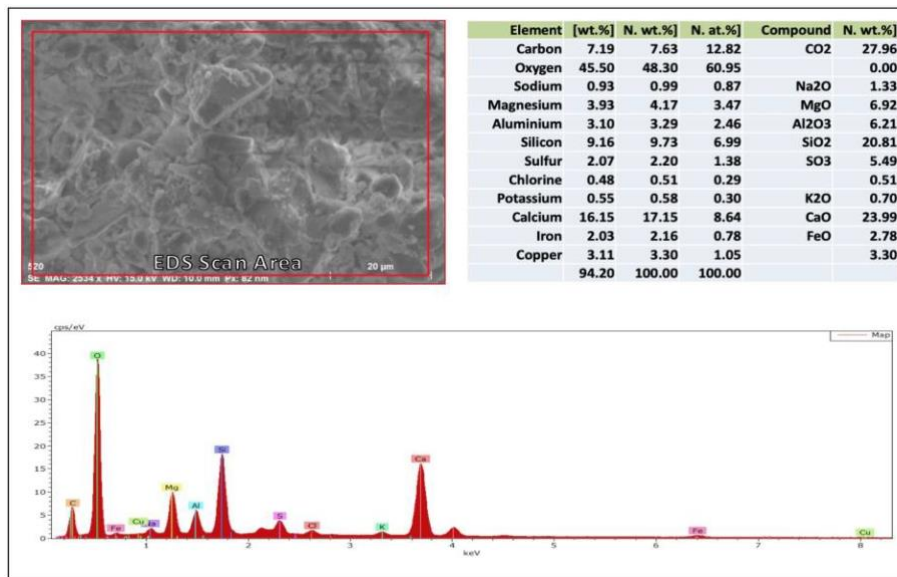 EDS Scan Area
520
20 µm
SE MAG: 2534 x HV: 15.0 kV WD: 10.0 mm Px: 82 nm
Element [wt.%] N. wt.% N. at.% Compound N. wt.%
Carbon 7.19 7.63 12.82 CO2 27.96
Oxygen 45.50 48.30 60.95 0.00
Sodium 0.93 0.99 0.87 Na2O 1.33
Magnesium 3.93 4.17 3.47 MgO 6.92
Aluminium 3.10 3.29 2.46 Al2O3 6.21
Silicon 9.16 9.73 6.99 SiO2 20.81
Sulfur 2.07 2.20 1.38 SO3 5.49
Chlorine 0.48 0.51 0.29 0.51
Potassium 0.55 0.58 0.30 K2O 0.70
Calcium 16.15 17.15 8.64 CaO 23.99
Iron 2.03 2.16 0.78 FeO 2.78
Copper 3.11 3.30 1.05 3.30
94.20 100.00 100.00
cps/eV
Map
40
35
30
25
20
15
10
5
0
O
C
Fe
Cu
Mg
Al
Si
S
Cl
K
Ca
Fe
Cu
1 2 3 4 5 6 7 8
keV